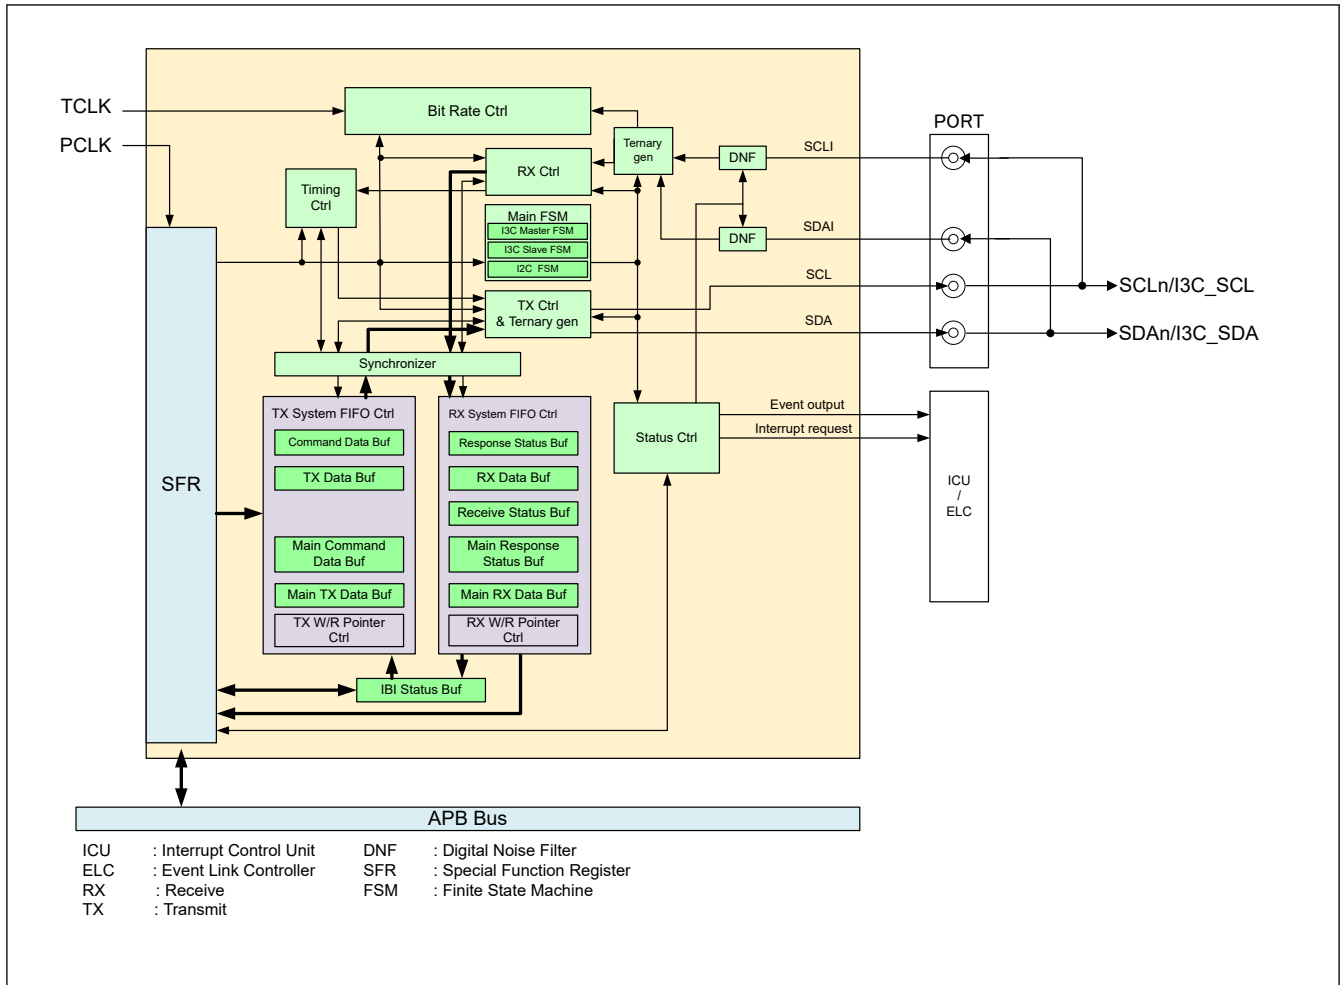 TCLK
PCLK
Bit Rate Ctrl
Ternary
gen
RX Ctrl
Timing
Ctrl
DNF
SCLI
PORT
Main FSM
I3C Master FSM
I3C Slave FSM
I2C FSM
DNF
SDAI
SCL
SCLn/I3C_SCL
TX Ctrl
& Ternary gen
SDA
SDAn/I3C_SDA
Synchronizer
SFR
TX System FIFO Ctrl
Command Data Buf
TX Data Buf
Main Command
Data Buf
Main TX Data Buf
TX W/R Pointer
Ctrl
RX System FIFO Ctrl
Response Status Buf
RX Data Buf
Receive Status Buf
Main Response
Status Buf
Main RX Data Buf
RX W/R Pointer
Ctrl
Status Ctrl
Event output
Interrupt request
ICU
/
ELC
IBI Status Buf
APB Bus
ICU : Interrupt Control Unit
ELC : Event Link Controller
RX : Receive
TX : Transmit
DNF : Digital Noise Filter
SFR : Special Function Register
FSM : Finite State Machine